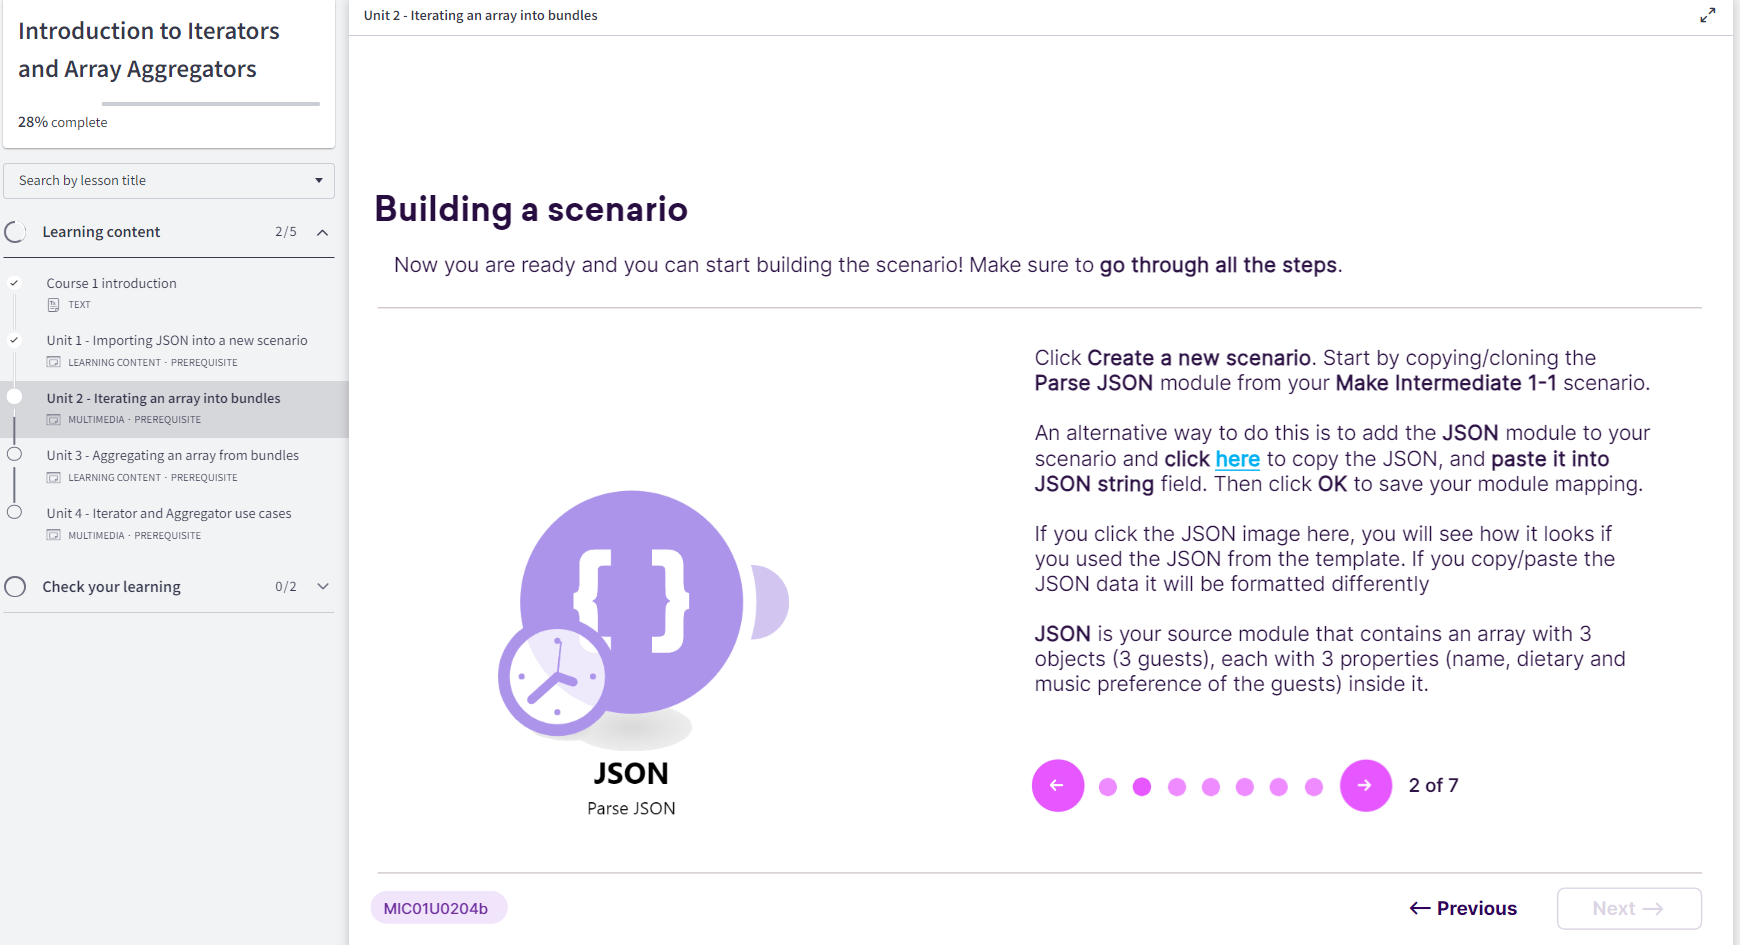 Introduction to Iterators
and Array Aggregators
28% complete
Search by lesson title
Learning content 2/5
Course 1 introduction
TEXT
Unit 1 - Importing JSON into a new scenario
LEARNING CONTENT · PREREQUISITE
Unit 2 - Iterating an array into bundles
MULTIMEDIA · PREREQUISITE
Unit 3 - Aggregating an array from bundles
LEARNING CONTENT · PREREQUISITE
Unit 4 - Iterator and Aggregator use cases
MULTIMEDIA · PREREQUISITE
Check your learning 0/2
Unit 2 - Iterating an array into bundles
Building a scenario
Now you are ready and you can start building the scenario! Make sure to go through all the steps.
{ }
JSON
Parse JSON
Click Create a new scenario. Start by copying/cloning the
Parse JSON module from your Make Intermediate 1-1 scenario.
An alternative way to do this is to add the JSON module to your
scenario and click here to copy the JSON, and paste it into
JSON string field. Then click OK to save your module mapping.
If you click the JSON image here, you will see how it looks if
you used the JSON from the template. If you copy/paste the
JSON data it will be formatted differently
JSON is your source module that contains an array with 3
objects (3 guests), each with 3 properties (name, dietary and
music preference of the guests) inside it.
← → 2 of 7
MIC01U0204b
← Previous
Next →